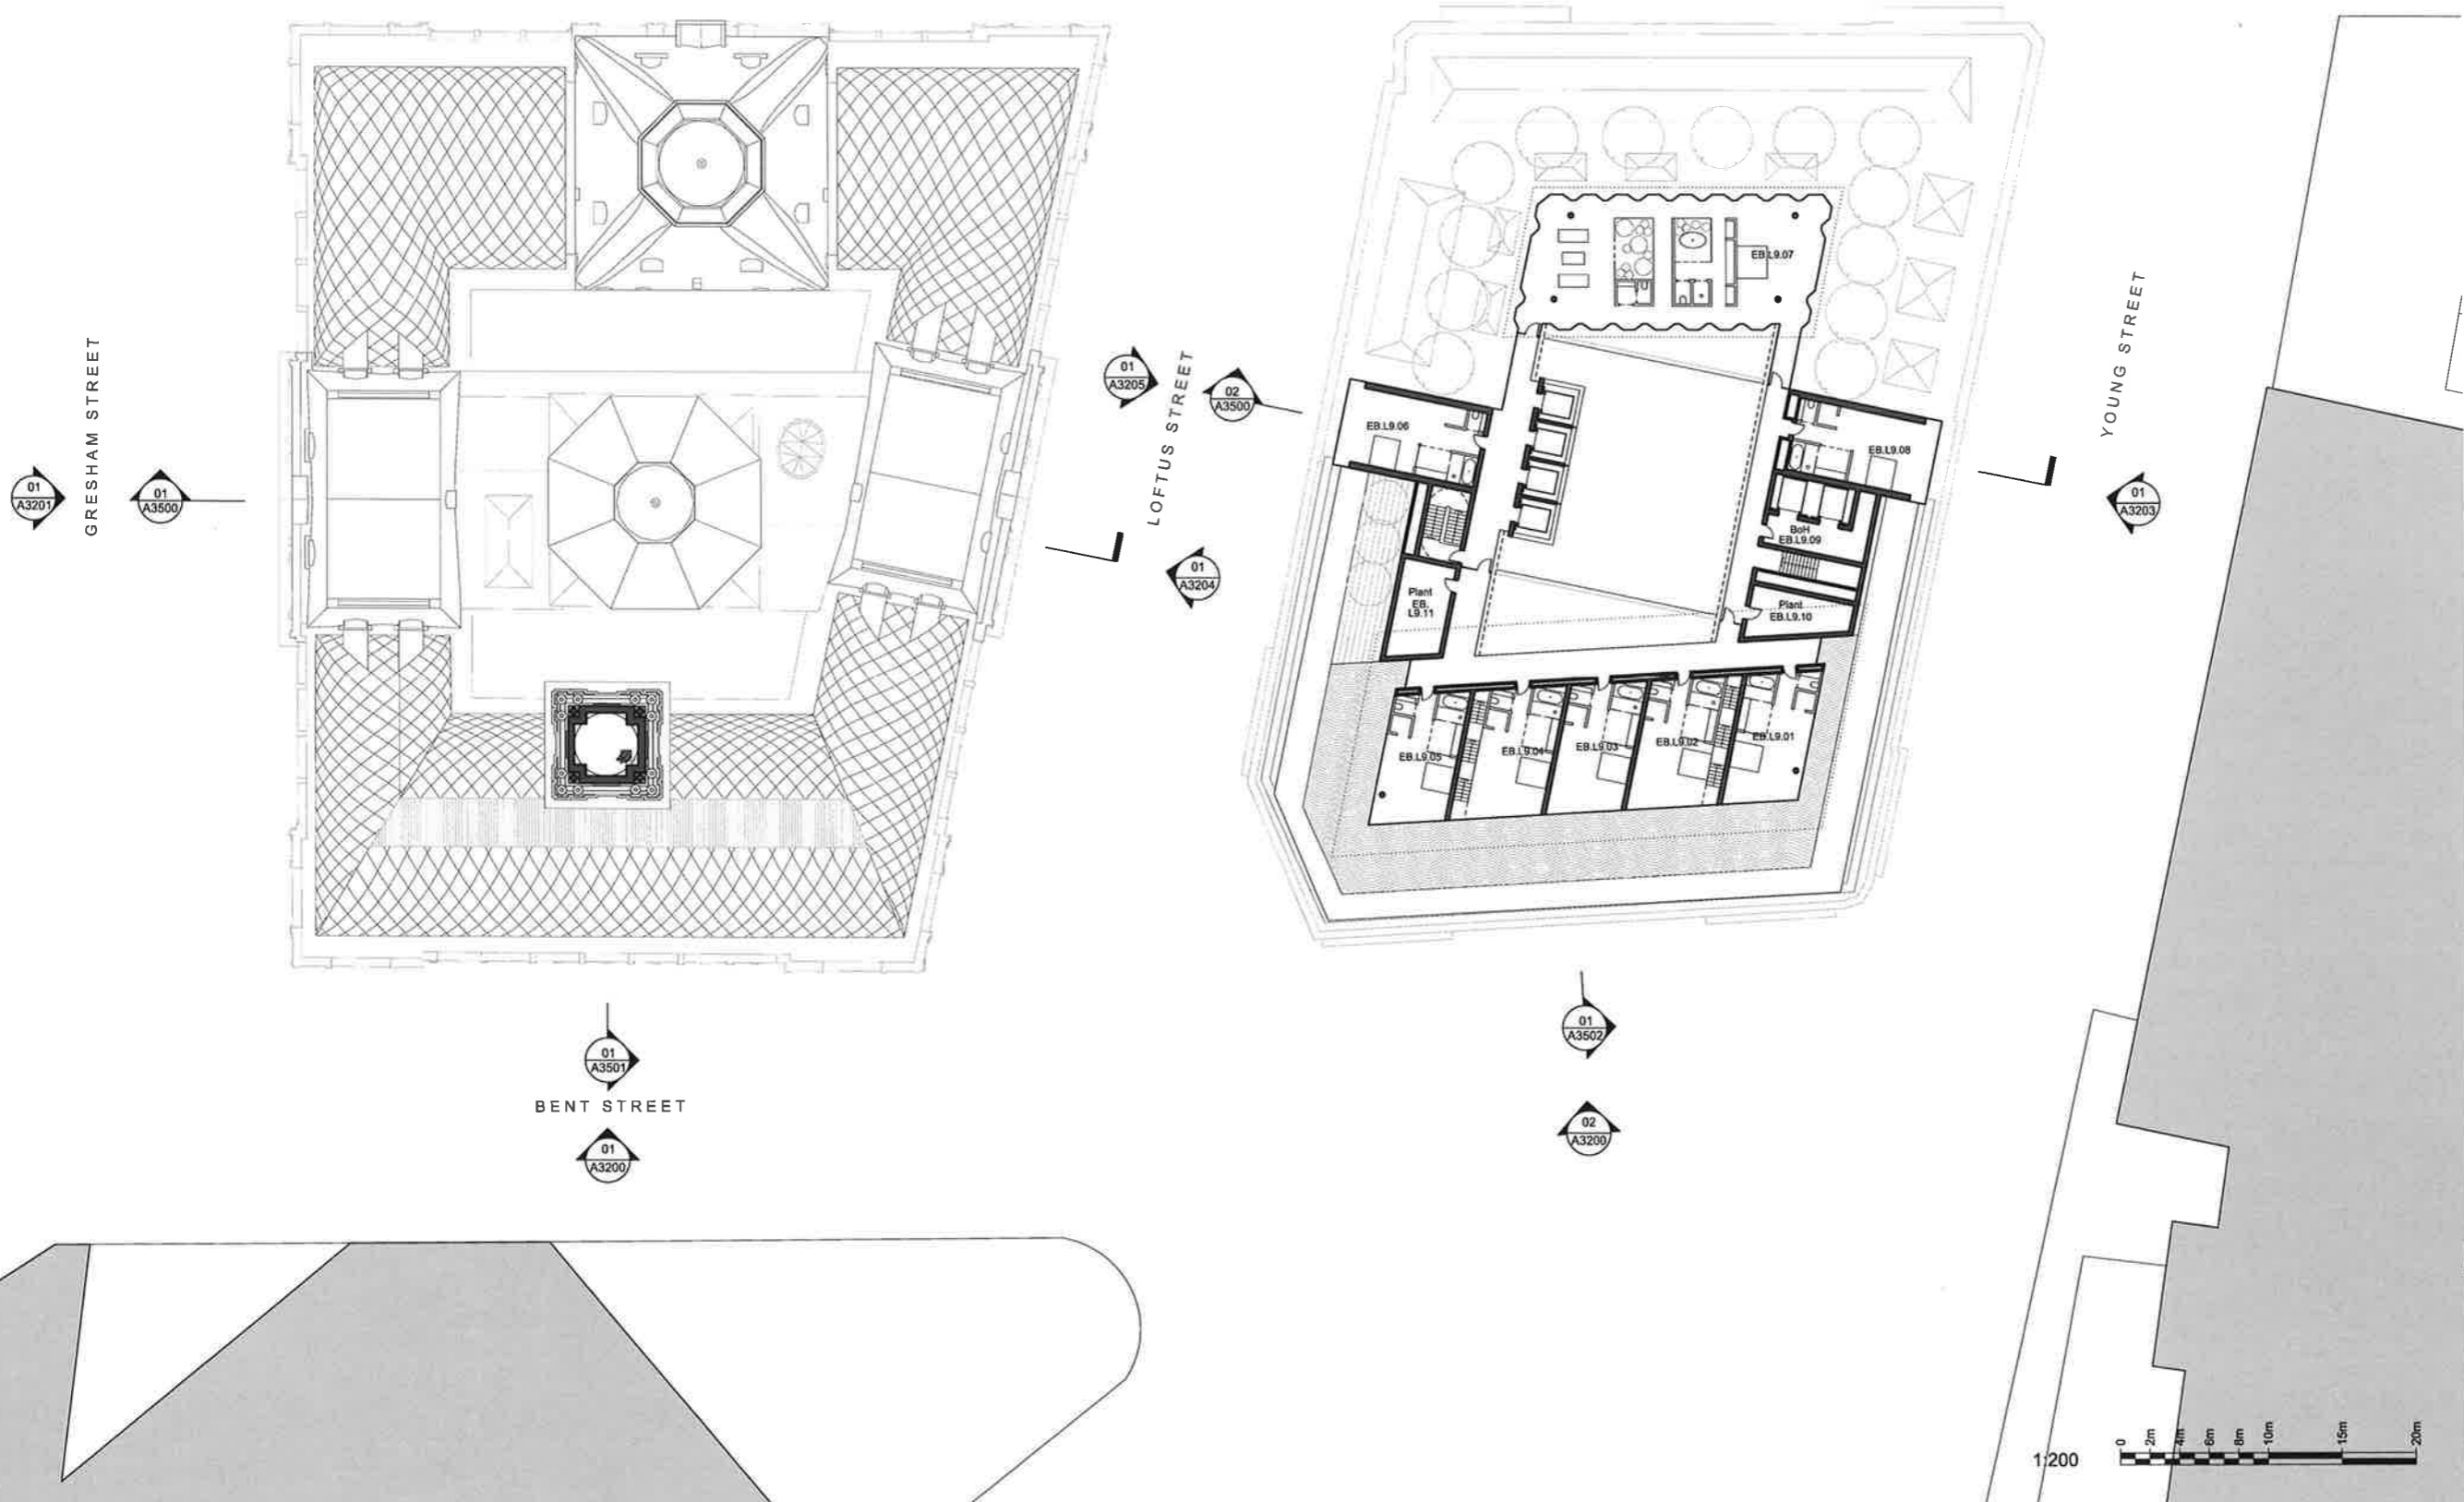 GRESHAM STREET
01
A3201
01
A3500
01
A3205
LOFTUS STREET
02
A3500
01
A3204
EB.L9.07
EB.L9.06
EB.L9.08
BoH
EB.L9.09
Plant
EB.
L9.11
Plant
EB.L9.10
EB.L9.05
EB.L9.04
EB.L9.03
EB.L9.02
EB.L9.01
YOUNG STREET
01
A3203
01
A3501
BENT STREET
01
A3200
01
A3502
02
A3200
1:200
0
2m
4m
6m
8m
10m
15m
20m